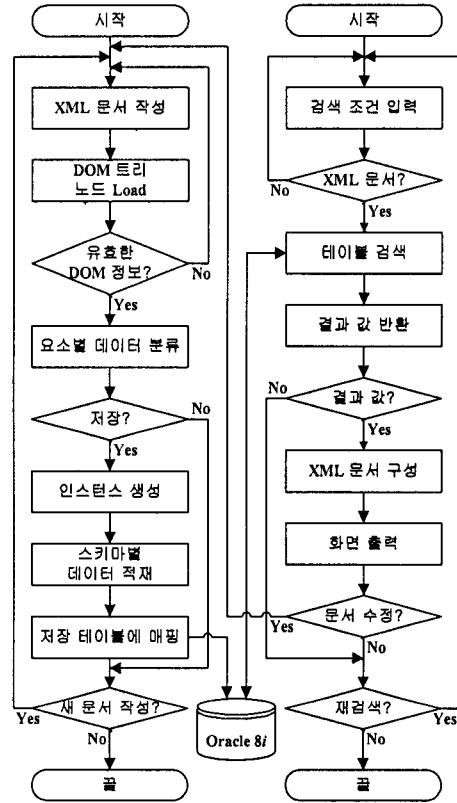 시작
XML 문서 작성
DOM 트리
노드 Load
유효한
DOM 정보?
No
Yes
요소별 데이터 분류
저장?
No
Yes
인스턴스 생성
스키마별
데이터 적재
저장 테이블에 매핑
새 문서 작성?
Yes
No
끝
Oracle 8i
시작
검색 조건 입력
XML 문서?
No
Yes
테이블 검색
결과 값 반환
결과 값?
No
Yes
XML 문서 구성
화면 출력
문서 수정?
Yes
No
재검색?
Yes
No
끝